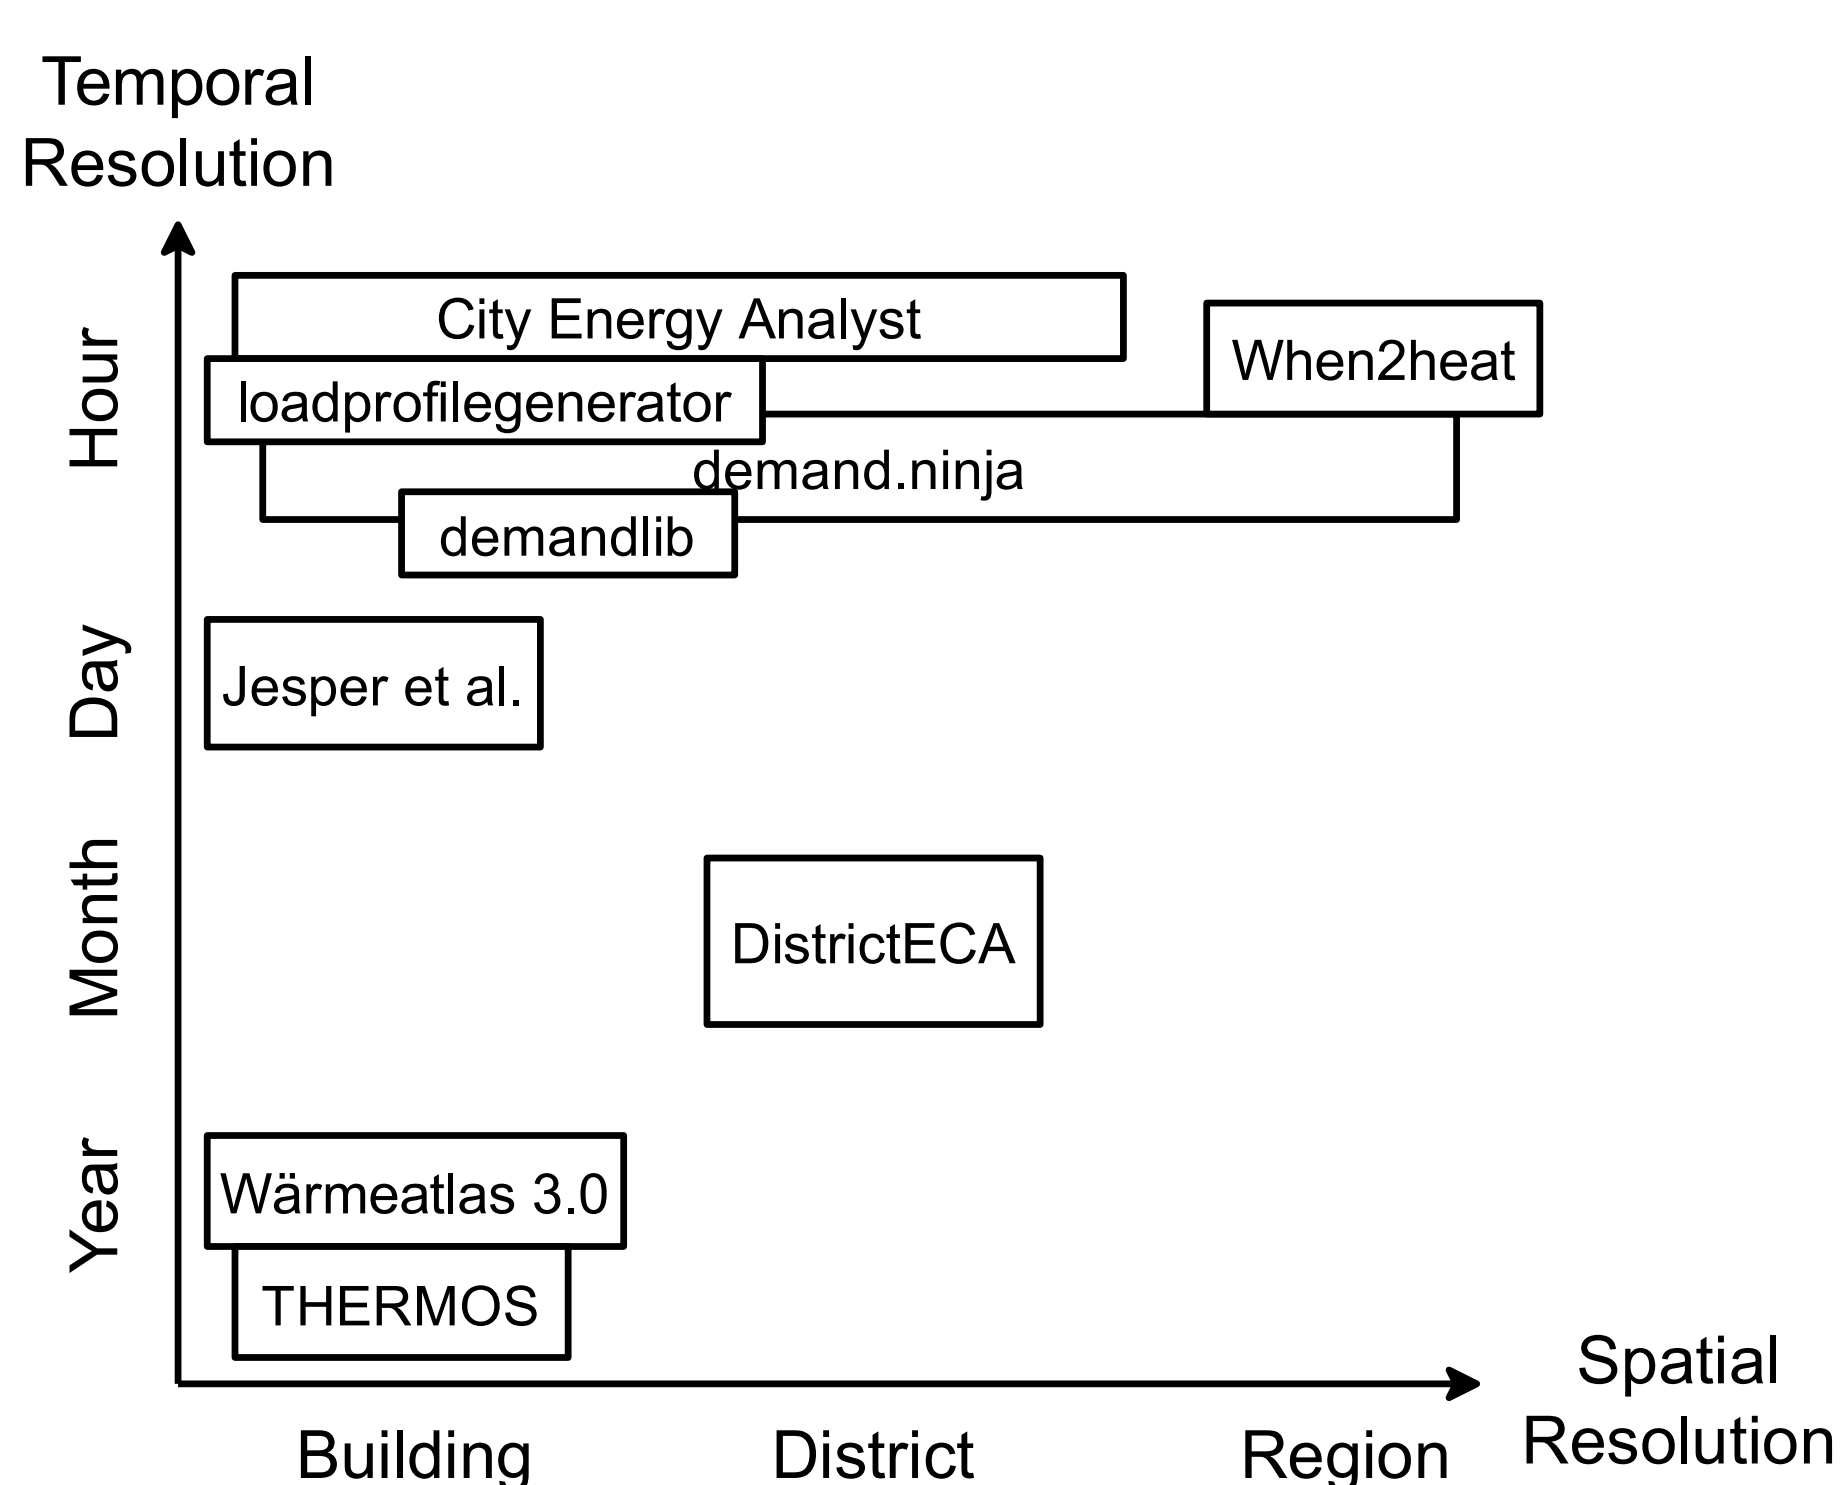 Temporal
Resolution
Hour
Day
Month
Year
City Energy Analyst
When2heat
loadprofilegenerator
demand.ninja
demandlib
Jesper et al.
DistrictECA
Wärmeatlas 3.0
THERMOS
Building
District
Region
Spatial
Resolution